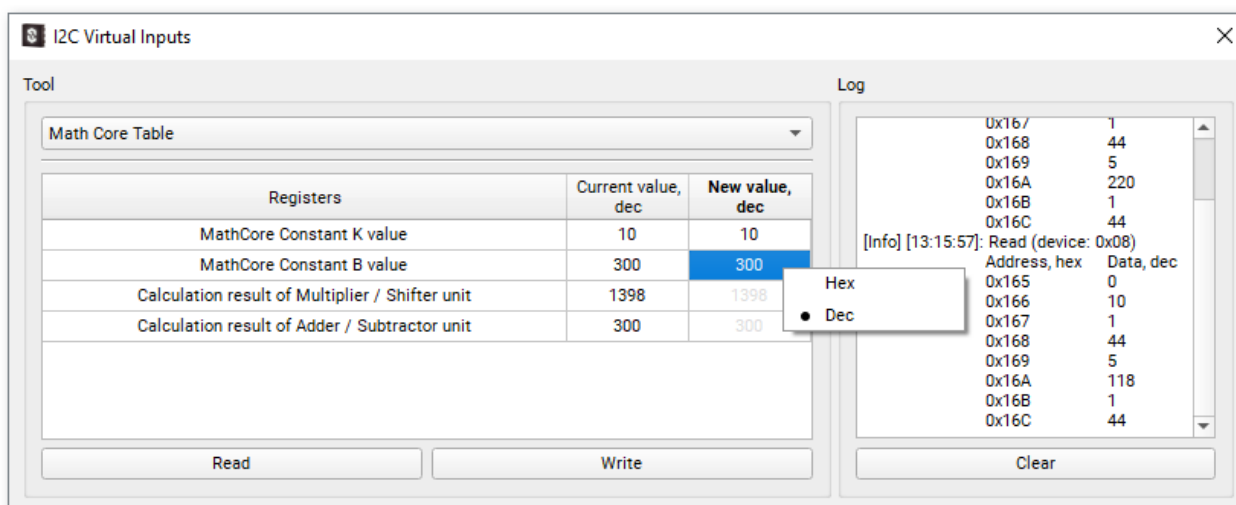 I2C Virtual Inputs
Tool
Math Core Table
Registers
Current value,
dec
New value,
dec
MathCore Constant K value 10 10
MathCore Constant B value 300 300
Calculation result of Multiplier / Shifter unit 1398 1398
Calculation result of Adder / Subtractor unit 300 300
Hex
Dec
Read
Write
Log
0x167 1
0x168 44
0x169 5
0x16A 220
0x16B 1
0x16C 44
[Info] [13:15:57]: Read (device: 0x08)
Address, hex Data, dec
0x165 0
0x166 10
0x167 1
0x168 44
0x169 5
0x16A 118
0x16B 1
0x16C 44
Clear